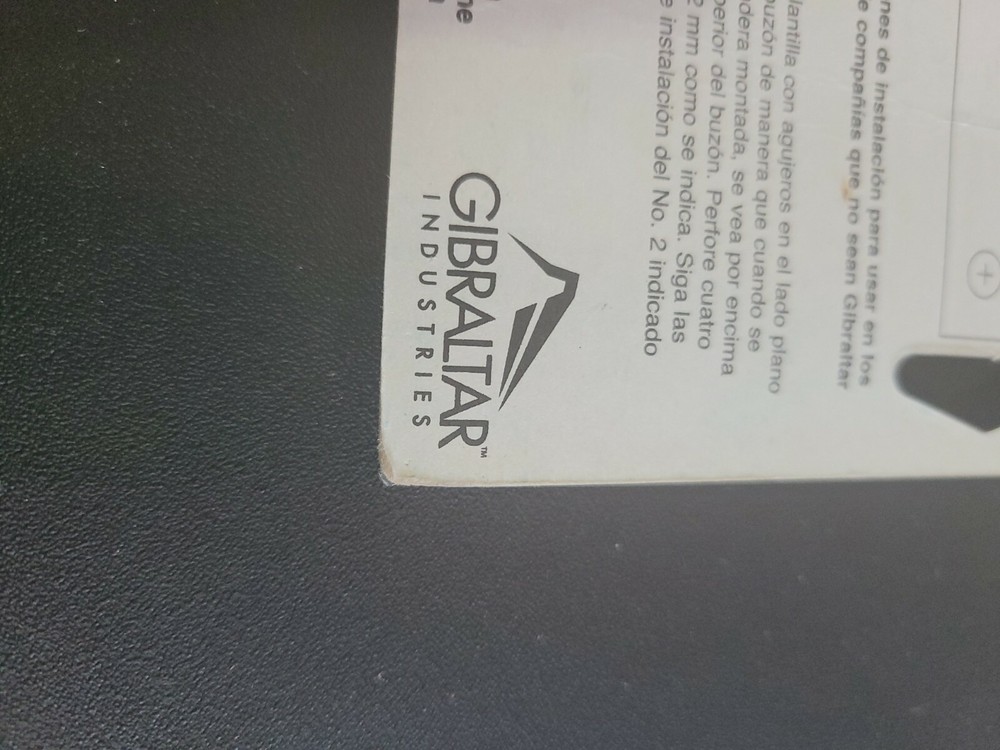 nes de instalación para usar en los
e compañías que no sean Gibraltar
lantilla con agujeros en el lado plano
buzón de manera que cuando se
dera montada, se vea por encima
perior del buzón. Perfore cuatro
2 mm como se indica. Siga las
e instalación del No. 2 indicado
GIBRALTAR™
INDUSTRIES
ne